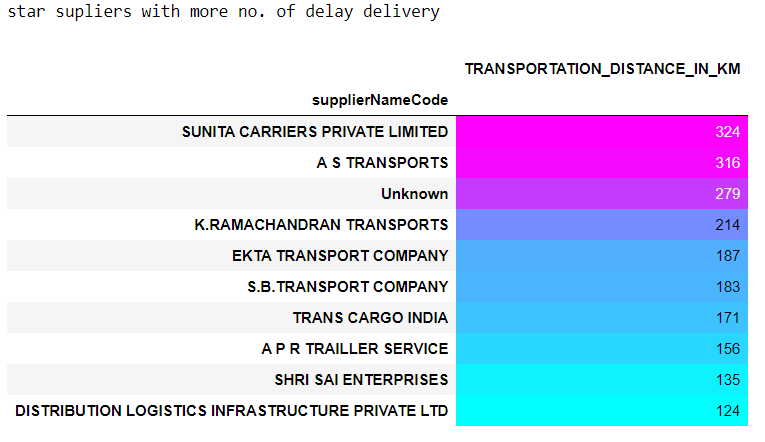 star supliers with more no. of delay delivery
TRANSPORTATION_DISTANCE_IN_KM
supplierNameCode
SUNITA CARRIERS PRIVATE LIMITED 324
A S TRANSPORTS 316
Unknown 279
K.RAMACHANDRAN TRANSPORTS 214
EKTA TRANSPORT COMPANY 187
S.B.TRANSPORT COMPANY 183
TRANS CARGO INDIA 171
A P R TRAILLER SERVICE 156
SHRI SAI ENTERPRISES 135
DISTRIBUTION LOGISTICS INFRASTRUCTURE PRIVATE LTD 124